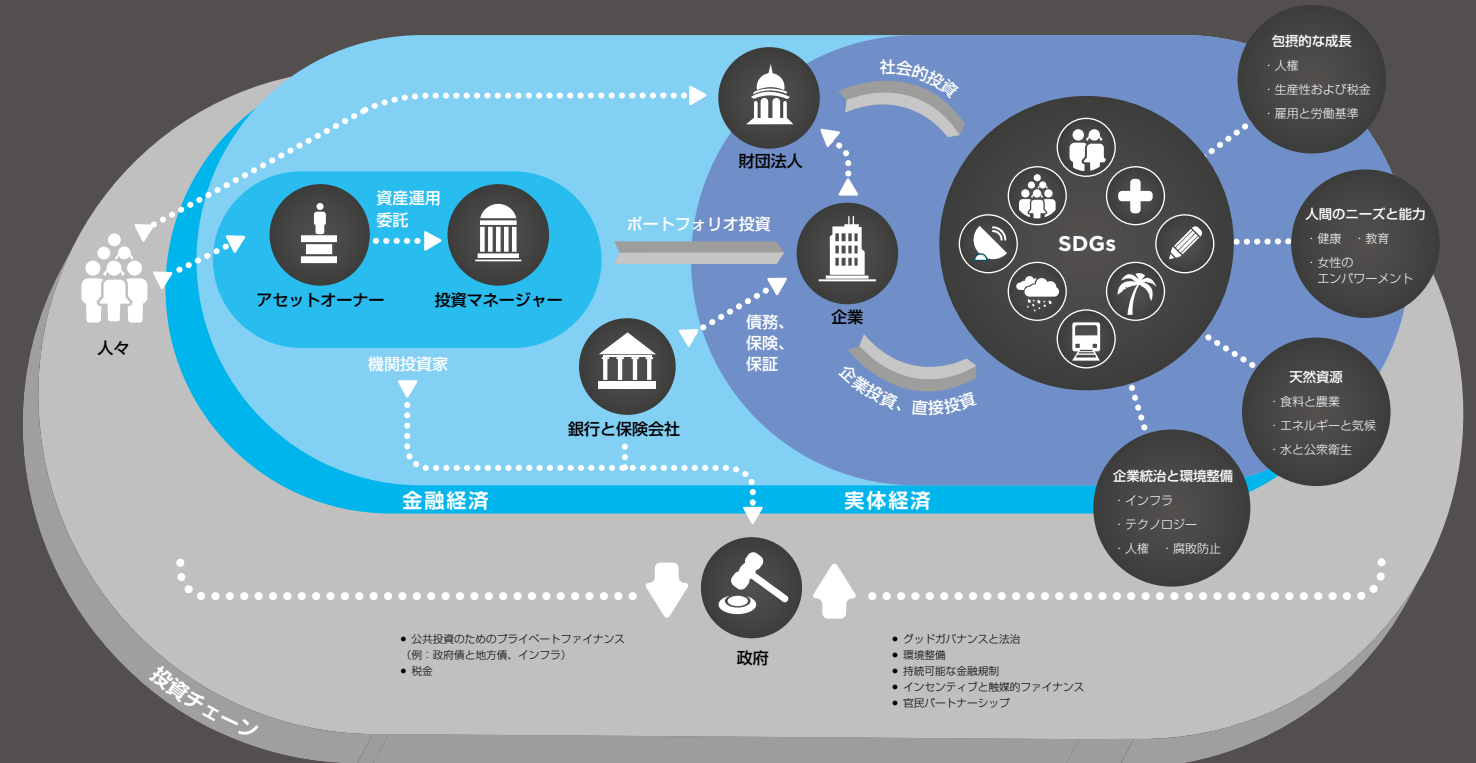 包摂的な成長
・人権
・生産性および税金
・雇用と労働基準
社会的投資
財団法人
資産運用
委託
アセットオーナー
投資マネージャー
ポートフォリオ投資
SDGs
人間のニーズと能力
・健康 ・教育
・女性の
エンパワーメント
人々
機関投資家
企業
債務、
保険、
保証
銀行と保険会社
企業投資、直接投資
天然資源
・食料と農業
・エネルギーと気候
・水と公衆衛生
企業統治と環境整備
・インフラ
・テクノロジー
・人権 ・腐敗防止
金融経済
実体経済
● 公共投資のためのプライベートファイナンス
（例：政府債と地方債、インフラ）
● 税金
政府
● グッドガバナンスと法治
● 環境整備
● 持続可能な金融規制
● インセンティブと触媒的ファイナンス
● 官民パートナーシップ
投資チェーン